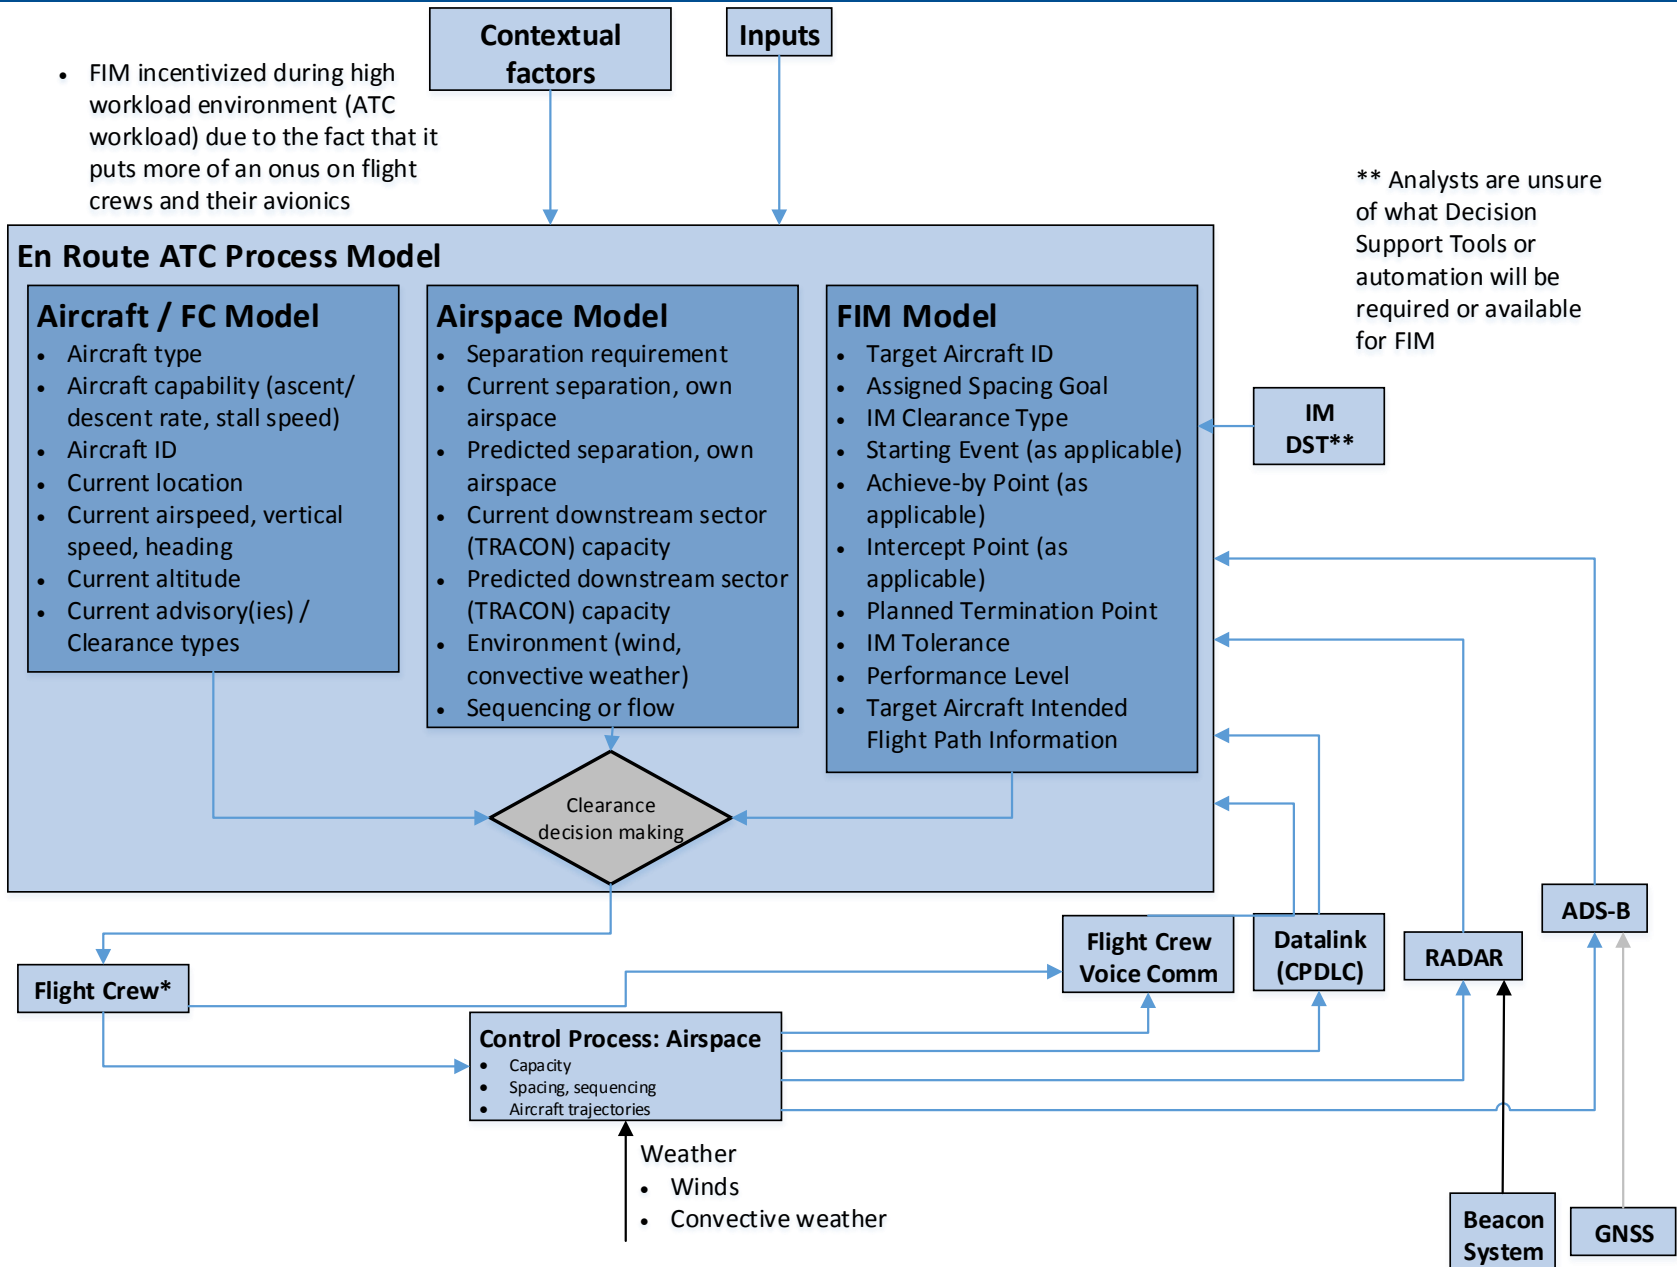 Contextual
factors
Inputs
• FIM incentivized during high
workload environment (ATC
workload) due to the fact that it
puts more of an onus on flight
crews and their avionics
** Analysts are unsure
of what Decision
Support Tools or
automation will be
required or available
for FIM
En Route ATC Process Model
Aircraft / FC Model
• Aircraft type
• Aircraft capability (ascent/
descent rate, stall speed)
• Aircraft ID
• Current location
• Current airspeed, vertical
speed, heading
• Current altitude
• Current advisory(ies) /
Clearance types
Airspace Model
• Separation requirement
• Current separation, own
airspace
• Predicted separation, own
airspace
• Current downstream sector
(TRACON) capacity
• Predicted downstream sector
(TRACON) capacity
• Environment (wind,
convective weather)
• Sequencing or flow
FIM Model
• Target Aircraft ID
• Assigned Spacing Goal
• IM Clearance Type
• Starting Event (as applicable)
• Achieve-by Point (as
applicable)
• Intercept Point (as
applicable)
• Planned Termination Point
• IM Tolerance
• Performance Level
• Target Aircraft Intended
Flight Path Information
IM
DST**
Clearance
decision making
Flight Crew*
Flight Crew
Voice Comm
Datalink
(CPDLC)
RADAR
ADS-B
Control Process: Airspace
• Capacity
• Spacing, sequencing
• Aircraft trajectories
Weather
• Winds
• Convective weather
Beacon
System
GNSS